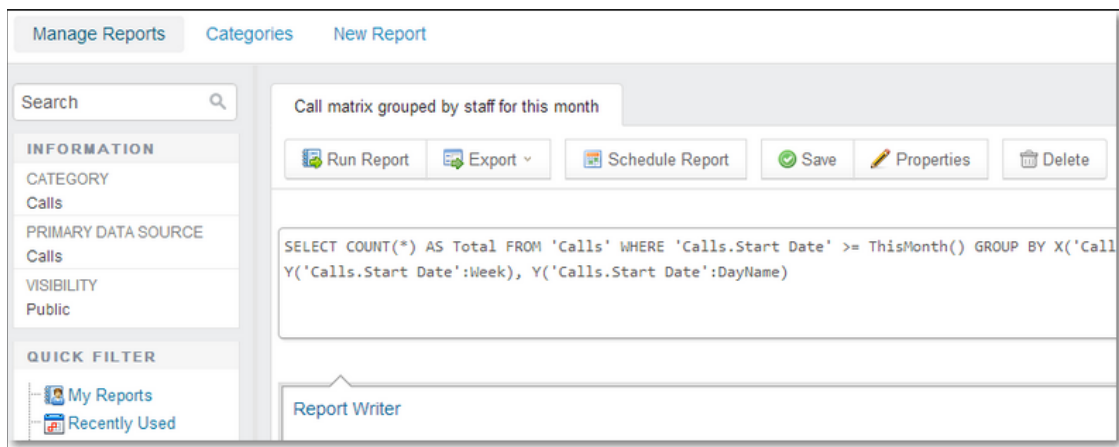 Manage Reports Categories New Report
Search
INFORMATION
CATEGORY
Calls
PRIMARY DATA SOURCE
Calls
VISIBILITY
Public
QUICK FILTER
My Reports
Recently Used
Call matrix grouped by staff for this month
Run Report Export Schedule Report Save Properties Delete
SELECT COUNT(*) AS Total FROM 'Calls' WHERE 'Calls.Start Date' >= ThisMonth() GROUP BY X('Call
Y('Calls.Start Date':Week), Y('Calls.Start Date':DayName)
Report Writer